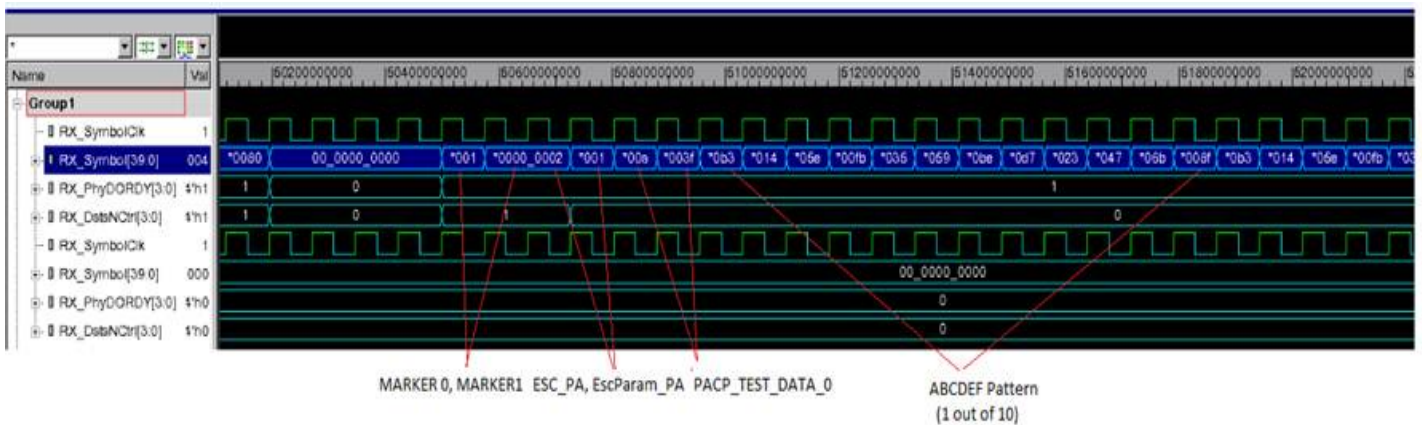 *
Name Val 50200000000 50400000000 50600000000 50800000000 51000000000 51200000000 51400000000 51600000000 51800000000 52000000000
Group1
RX_SymbolClk 1
RX_Symbol[39:0] 004 *0080 00_0000_0000 *001 *0000_0002 *001 *00a *003f *0b3 *014 *05e *00fb *035 *059 *0be *0d7 *023 *047 *06b *008f *0b3 *014 *05e *00fb *03
RX_PhyDORDY[3:0] 4'h1 1 0 1
RX_DataNCtrl[3:0] 4'h1 1 0 1 0
RX_SymbolClk 1
RX_Symbol[39:0] 000 00_0000_0000
RX_PhyDORDY[3:0] 4'h0 0
RX_DataNCtrl[3:0] 4'h0 0
MARKER 0, MARKER1 ESC_PA, EscParam_PA PACP_TEST_DATA_0 ABCDEF Pattern
(1 out of 10)